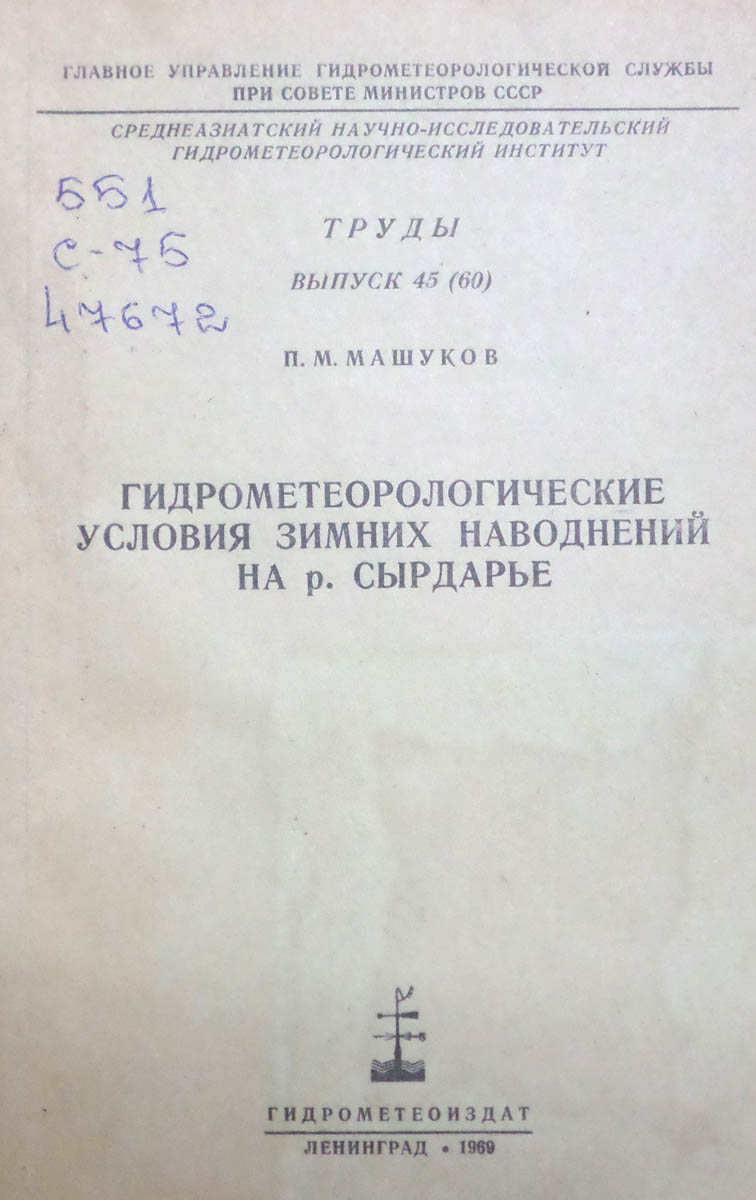 ГЛАВНОЕ УПРАВЛЕНИЕ ГИДРОМЕТЕОРОЛОГИЧЕСКОЙ СЛУЖБЫ
ПРИ СОВЕТЕ МИНИСТРОВ СССР
СРЕДНЕАЗИАТСКИЙ НАУЧНО-ИССЛЕДОВАТЕЛЬСКИЙ
ГИДРОМЕТЕОРОЛОГИЧЕСКИЙ ИНСТИТУТ
551
С-75
47672
ТРУДЫ
ВЫПУСК 45 (60)
П. М. МАШУКОВ
ГИДРОМЕТЕОРОЛОГИЧЕСКИЕ
УСЛОВИЯ ЗИМНИХ НАВОДНЕНИЙ
НА р. СЫРДАРЬЕ
ГИДРОМЕТЕОИЗДАТ
ЛЕНИНГРАД • 1969